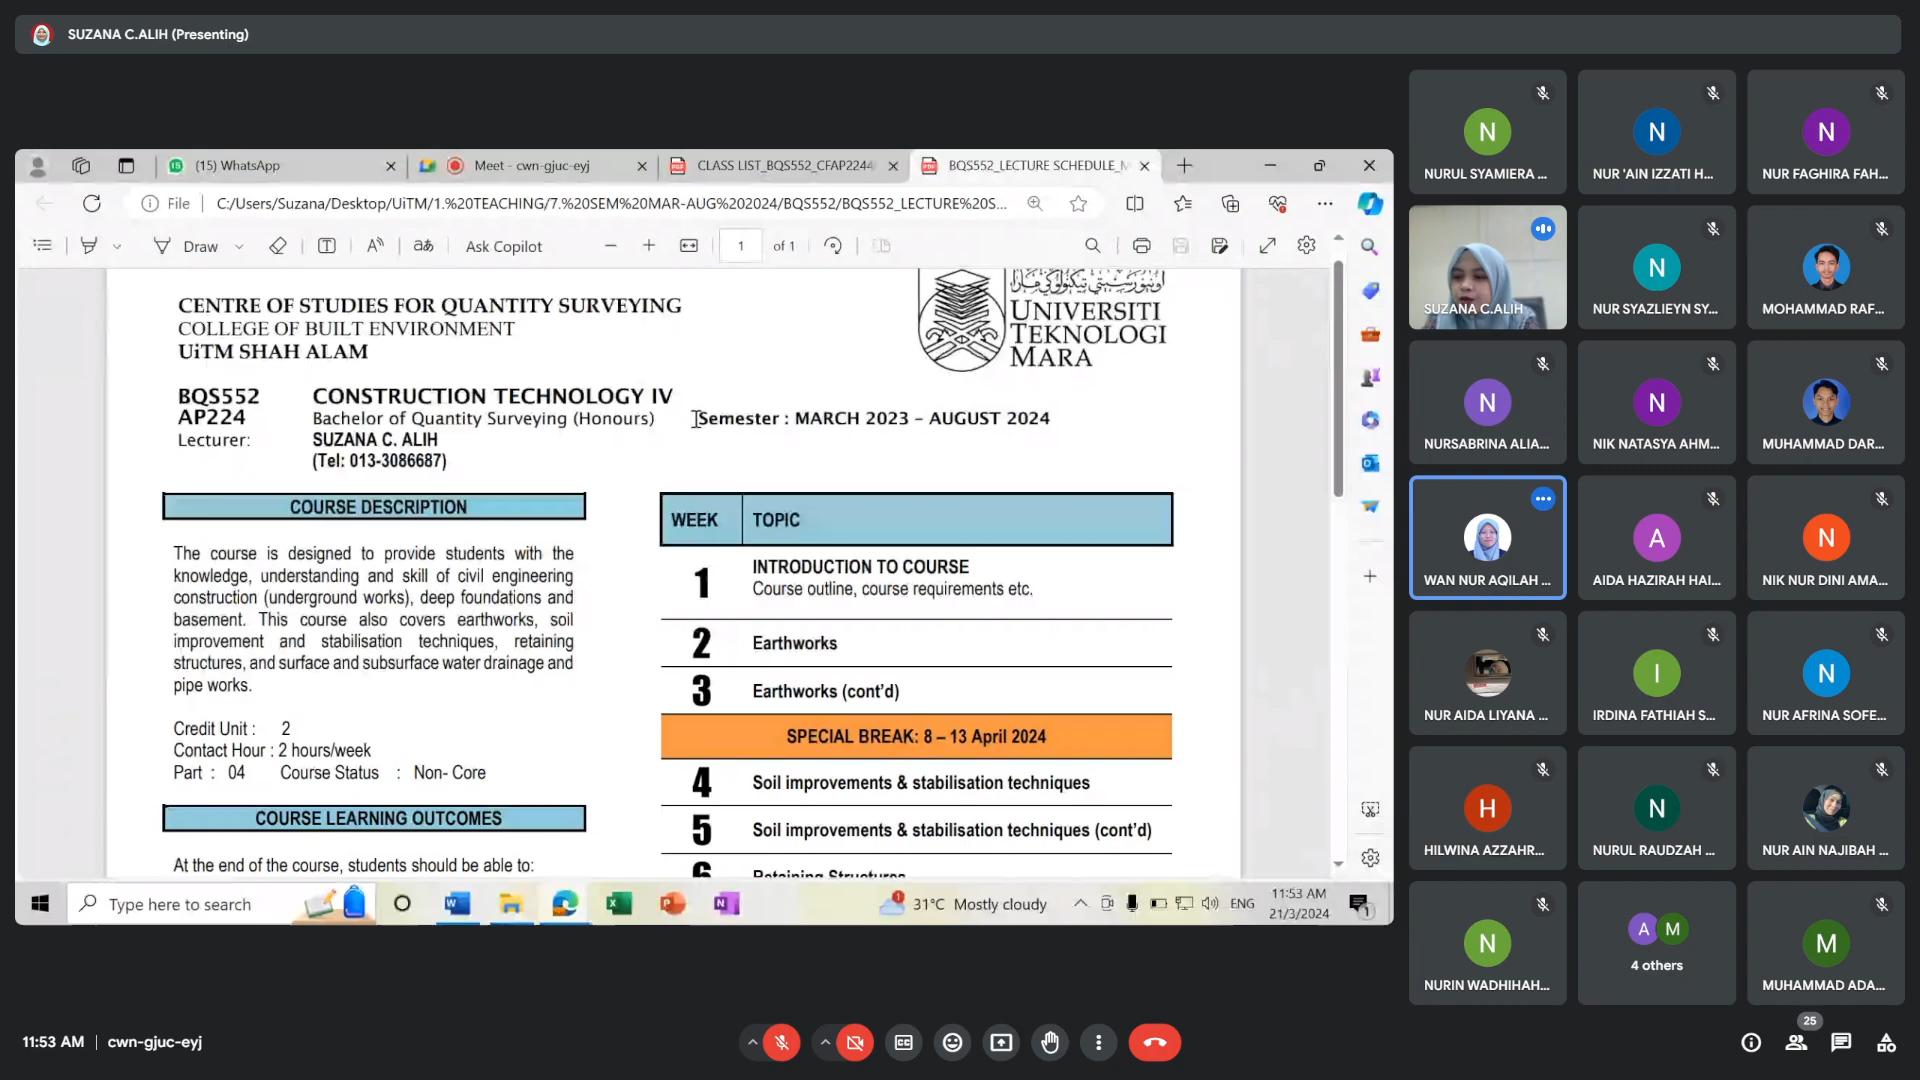 SUZANA C.ALIH (Presenting)
(15) WhatsApp
Meet - cwn-gjuc-eyj
CLASS LIST_BQS552_CFAP2244
BQS552_LECTURE SCHEDULE_M
File
C:/Users/Suzana/Desktop/UiTM/1.%20TEACHING/7.%20SEM%20MAR-AUG%202024/BQS552/BQS552_LECTURE%20S...
Draw
Ask Copilot
1
of 1
CENTRE OF STUDIES FOR QUANTITY SURVEYING
COLLEGE OF BUILT ENVIRONMENT
UiTM SHAH ALAM
UNIVERSITI
TEKNOLOGI
MARA
BQS552 CONSTRUCTION TECHNOLOGY IV
AP224 Bachelor of Quantity Surveying (Honours) Semester : MARCH 2023 – AUGUST 2024
Lecturer: SUZANA C. ALIH
(Tel: 013-3086687)
COURSE DESCRIPTION
The course is designed to provide students with the
knowledge, understanding and skill of civil engineering
construction (underground works), deep foundations and
basement. This course also covers earthworks, soil
improvement and stabilisation techniques, retaining
structures, and surface and subsurface water drainage and
pipe works.
Credit Unit : 2
Contact Hour : 2 hours/week
Part : 04 Course Status : Non- Core
COURSE LEARNING OUTCOMES
At the end of the course, students should be able to:
WEEK TOPIC
1 INTRODUCTION TO COURSE
Course outline, course requirements etc.
2 Earthworks
3 Earthworks (cont’d)
SPECIAL BREAK: 8 – 13 April 2024
4 Soil improvements & stabilisation techniques
5 Soil improvements & stabilisation techniques (cont’d)
6 Retaining Structures
Type here to search
31°C Mostly cloudy
ENG
11:53 AM
21/3/2024
1
N
NURUL SYAMIERA ...
N
NUR 'AIN IZZATI H...
N
NUR FAGHIRA FAH...
SUZANA C.ALIH
N
NUR SYAZLIEYN SY...
MOHAMMAD RAF...
N
NURSABRINA ALIA...
N
NIK NATASYA AHM...
MUHAMMAD DAR...
WAN NUR AQILAH ...
A
AIDA HAZIRAH HAI...
N
NIK NUR DINI AMA...
NUR AIDA LIYANA ...
I
IRDINA FATHIAH S...
N
NUR AFRINA SOFE...
H
HILWINA AZZAHR...
N
NURUL RAUDZAH ...
NUR AIN NAJIBAH ...
N
NURIN WADHIHAH...
A M
4 others
M
MUHAMMAD ADA...
11:53 AM | cwn-gjuc-eyj
25